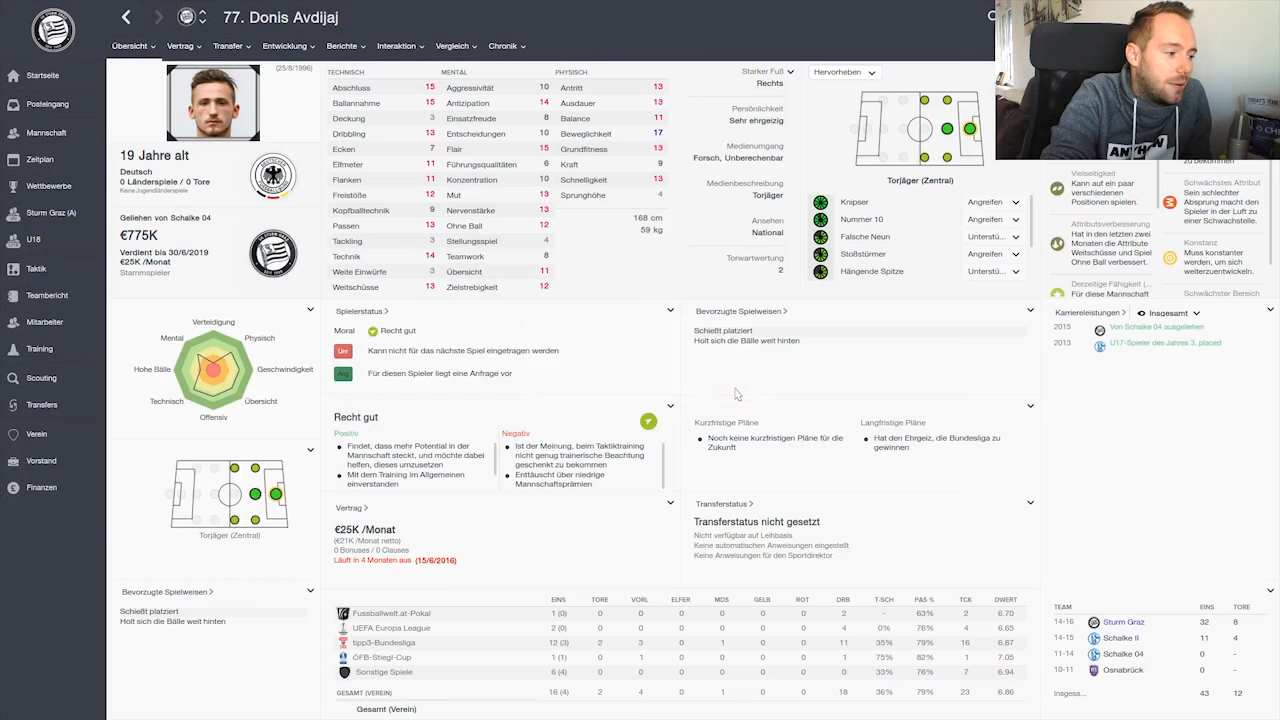 77. Donis Avdijaj
Übersicht Vertrag Transfer Entwicklung Berichte Interaktion Vergleich Chronik
Startseite
Posteingang
Mannschaft
Zeitplan
Wettbewerbe
Sturm Graz (A)
U18
Taktik
Teambericht
Mitarbeiter
Training
Scouting
Transfers
Verein
Vorstand
Finanzen
(25/8/1996)
19 Jahre alt
Deutsch
0 Länderspiele / 0 Tore
Keine Jugendländerspiele
Geliehen von Schalke 04
€775K
Verdient bis 30/6/2019
€25K /Monat
Stammspieler
TECHNISCH MENTAL PHYSISCH
Abschluss 15 Aggressivität 10 Antritt 13
Ballannahme 15 Antizipation 14 Ausdauer 13
Deckung 3 Einsatzfreude 8 Balance 11
Dribbling 13 Entscheidungen 10 Beweglichkeit 17
Ecken 7 Flair 15 Grundfitness 13
Elfmeter 11 Führungsqualitäten 6 Kraft 9
Flanken 11 Konzentration 10 Schnelligkeit 13
Freistöße 12 Mut 13 Sprunghöhe 4
Kopfballtechnik 9 Nervenstärke 13
Passen 13 Ohne Ball 12 168 cm
Tackling 3 Stellungsspiel 4 59 kg
Technik 14 Teamwork 8
Weite Einwürfe 3 Übersicht 11
Weitschüsse 13 Zielstrebigkeit 12
Starker Fuß
Rechts
Persönlichkeit
Sehr ehrgeizig
Medienumgang
Forsch, Unberechenbar
Medienbeschreibung
Torjäger
Ansehen
National
Torwartwertung
2
Hervorheben
Torjäger (Zentral)
Knipser Angreifen
Nummer 10 Angreifen
Falsche Neun Unterstü...
Stoßstürmer Angreifen
Hängende Spitze Unterstü...
Vielseitigkeit
Kann auf ein paar
verschiedenen
Positionen spielen.
Attributsverbesserung
Hat in den letzten zwei
Monaten die Attribute
Weitschüsse und Spiel
Ohne Ball verbessert.
Derzeitige Fähigkeit (...
Für diese Mannschaft
zu bekommen
Schwächstes Attribut
Sein schlechter
Absprung macht den
Spieler in der Luft zu
einer Schwachstelle.
Konstanz
Muss konstanter
werden, um sich
weiterzuentwickeln.
Schwächster Bereich
Verteidigung
Mental Physisch
Hohe Bälle Geschwindigkeit
Technisch Übersicht
Offensiv
Torjäger (Zentral)
Bevorzugte Spielweisen >
Schießt platziert
Holt sich die Bälle weit hinten
Spielerstatus >
Moral Recht gut
Unr Kann nicht für das nächste Spiel eingetragen werden
Ang Für diesen Spieler liegt eine Anfrage vor
Recht gut
Positiv
Findet, dass mehr Potential in der
Mannschaft steckt, und möchte dabei
helfen, dieses umzusetzen
Mit dem Training im Allgemeinen
einverstanden
Negativ
Ist der Meinung, beim Taktiktraining
nicht genug trainerische Beachtung
geschenkt zu bekommen
Enttäuscht über niedrige
Mannschaftsprämien
Vertrag >
€25K /Monat
(€21K /Monat netto)
0 Bonuses / 0 Clauses
Läuft in 4 Monaten aus (15/6/2016)
Bevorzugte Spielweisen >
Schießt platziert
Holt sich die Bälle weit hinten
Kurzfristige Pläne
Noch keine kurzfristigen Pläne für die
Zukunft
Langfristige Pläne
Hat den Ehrgeiz, die Bundesliga zu
gewinnen
Transferstatus >
Transferstatus nicht gesetzt
Nicht verfügbar auf Leihbasis
Keine automatischen Anweisungen eingestellt
Keine Anweisungen für den Sportdirektor
Karriereleistungen > Insgesamt
2015 Von Schalke 04 ausgeliehen
2013 U17-Spieler des Jahres 3. placed
EINS TORE VORL ELFER MDS GELB ROT DRB T-SCH PAS % TCK DWERT
Fussballwelt.at-Pokal 1 (0) 0 0 0 0 0 0 2 - 63% 2 6.70
UEFA Europa League 2 (0) 0 0 0 0 0 0 4 0% 76% 4 6.65
tipp3-Bundesliga 12 (3) 2 3 0 1 0 0 11 35% 79% 16 6.87
ÖFB-Stiegl-Cup 1 (1) 0 1 0 0 0 0 1 75% 82% 1 7.05
Sonstige Spiele 6 (4) 0 0 0 0 0 0 0 33% 76% 7 6.94
GESAMT (VEREIN) 16 (4) 2 4 0 1 0 0 18 36% 79% 23 6.86
Gesamt (Verein)
TEAM EINS TORE
14-16 Sturm Graz 32 8
14-15 Schalke II 11 4
11-14 Schalke 04 0 -
10-11 Osnabrück 0 -
Insgesa... 43 12